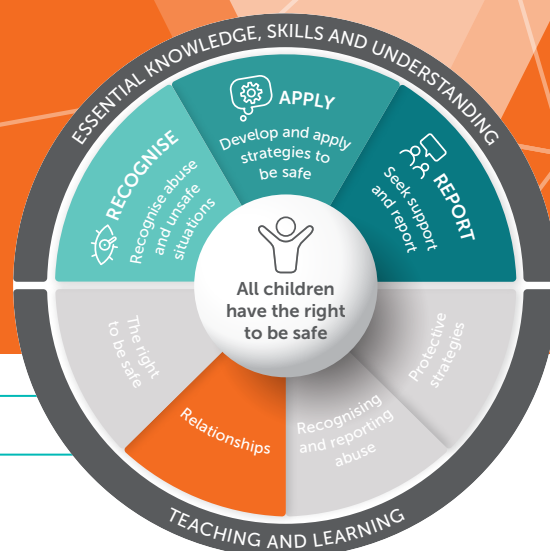 ESSENTIAL KNOWLEDGE, SKILLS AND UNDERSTANDING
RECOGNISE
Recognise abuse
and unsafe
situations
APPLY
Develop and apply
strategies to
be safe
REPORT
Seek support
and report
All children
have the right
to be safe
The right
to be safe
Relationships
Recognising
and reporting
abuse
Protective
strategies
TEACHING AND LEARNING